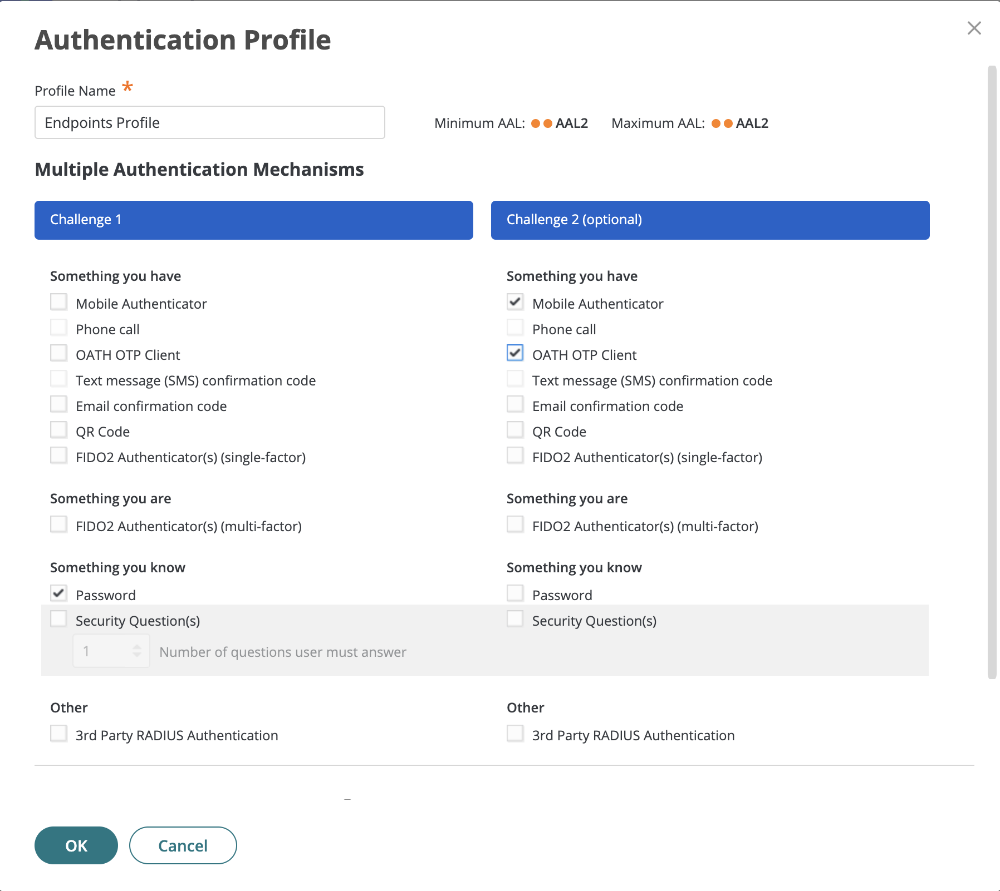 Authentication Profile
Profile Name *
Endpoints Profile
Minimum AAL: AAL2 Maximum AAL: AAL2
Multiple Authentication Mechanisms
Challenge 1
Challenge 2 (optional)
Something you have
Mobile Authenticator
Phone call
OATH OTP Client
Text message (SMS) confirmation code
Email confirmation code
QR Code
FIDO2 Authenticator(s) (single-factor)
Something you are
FIDO2 Authenticator(s) (multi-factor)
Something you know
Password
Security Question(s)
1 Number of questions user must answer
Other
3rd Party RADIUS Authentication
Something you have
Mobile Authenticator
Phone call
OATH OTP Client
Text message (SMS) confirmation code
Email confirmation code
QR Code
FIDO2 Authenticator(s) (single-factor)
Something you are
FIDO2 Authenticator(s) (multi-factor)
Something you know
Password
Security Question(s)
Other
3rd Party RADIUS Authentication
OK
Cancel